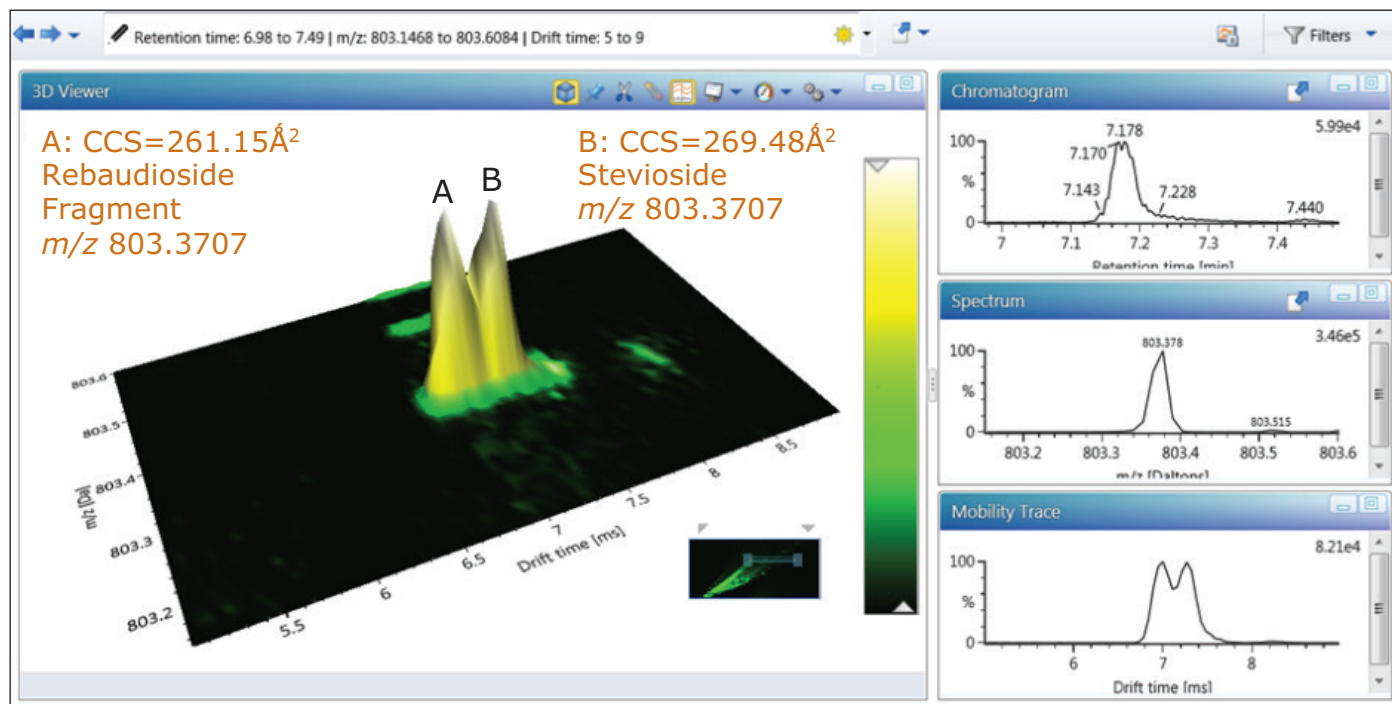 Retention time: 6.98 to 7.49 | m/z: 803.1468 to 803.6084 | Drift time: 5 to 9
Filters
3D Viewer
A: CCS=261.15Å²
Rebaudioside
Fragment
m/z 803.3707
B: CCS=269.48Å²
Stevioside
m/z 803.3707
A
B
803.6
803.5
803.4
803.3
803.2
m/z [Da]
5.5
6
6.5
7
7.5
8
8.5
Drift time [ms]
Chromatogram
5.99e4
100
%
0
7.178
7.170
7.143
7.228
7.440
7
7.1
7.2
7.3
7.4
Retention time [min]
Spectrum
3.46e5
100
%
0
803.378
803.515
803.2
803.3
803.4
803.5
803.6
m/z [Daltons]
Mobility Trace
8.21e4
100
%
0
6
7
8
Drift time [ms]